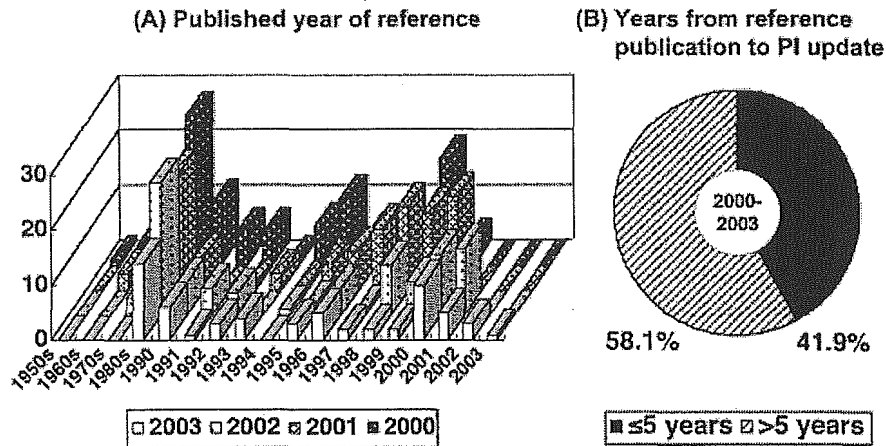 (A) Published year of reference
30
20
10
0
1950s
1960s
1970s
1980s
1990
1991
1992
1993
1994
1995
1996
1997
1998
1999
2000
2001
2002
2003
□ 2003 □ 2002 ▨ 2001 ■ 2000
(B) Years from reference
publication to PI update
2000-
2003
58.1%
41.9%
■ ≤5 years ▨ >5 years